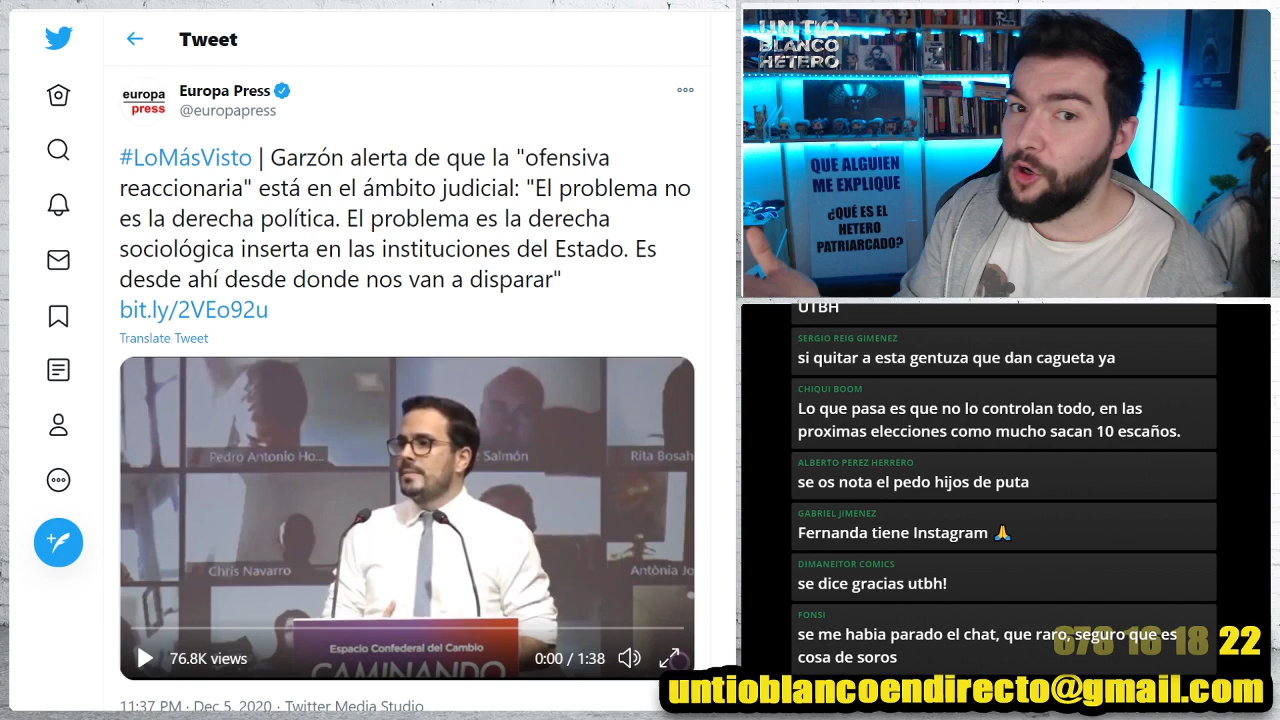 Tweet
europa
press
Europa Press
@europapress
#LoMásVisto | Garzón alerta de que la "ofensiva
reaccionaria" está en el ámbito judicial: "El problema no
es la derecha política. El problema es la derecha
sociológica inserta en las instituciones del Estado. Es
desde ahí desde donde nos van a disparar"
bit.ly/2VEo92u
Translate Tweet
Pedro Antonio Ho...
Salmón
Rita Bosah
Chris Navarro
Antònia Jo
Espacio Confederal del Cambio
CAMINANDO
76.8K views
0:00 / 1:38
11:37 PM · Dec 5, 2020 · Twitter Media Studio
UN TIO
BLANCO
HETERO
QUE ALGUIEN
ME EXPLIQUE
¿QUÉ ES EL
HETERO
PATRIARCADO?
UTBH
SERGIO REIG GIMENEZ
si quitar a esta gentuza que dan cagueta ya
CHIQUI BOOM
Lo que pasa es que no lo controlan todo, en las
proximas elecciones como mucho sacan 10 escaños.
ALBERTO PEREZ HERRERO
se os nota el pedo hijos de puta
GABRIEL JIMENEZ
Fernanda tiene Instagram 🙏
DIMANEITOR COMICS
se dice gracias utbh!
FONSI
se me habia parado el chat, que raro, seguro que es
cosa de soros
22
untioblancoendirecto@gmail.com